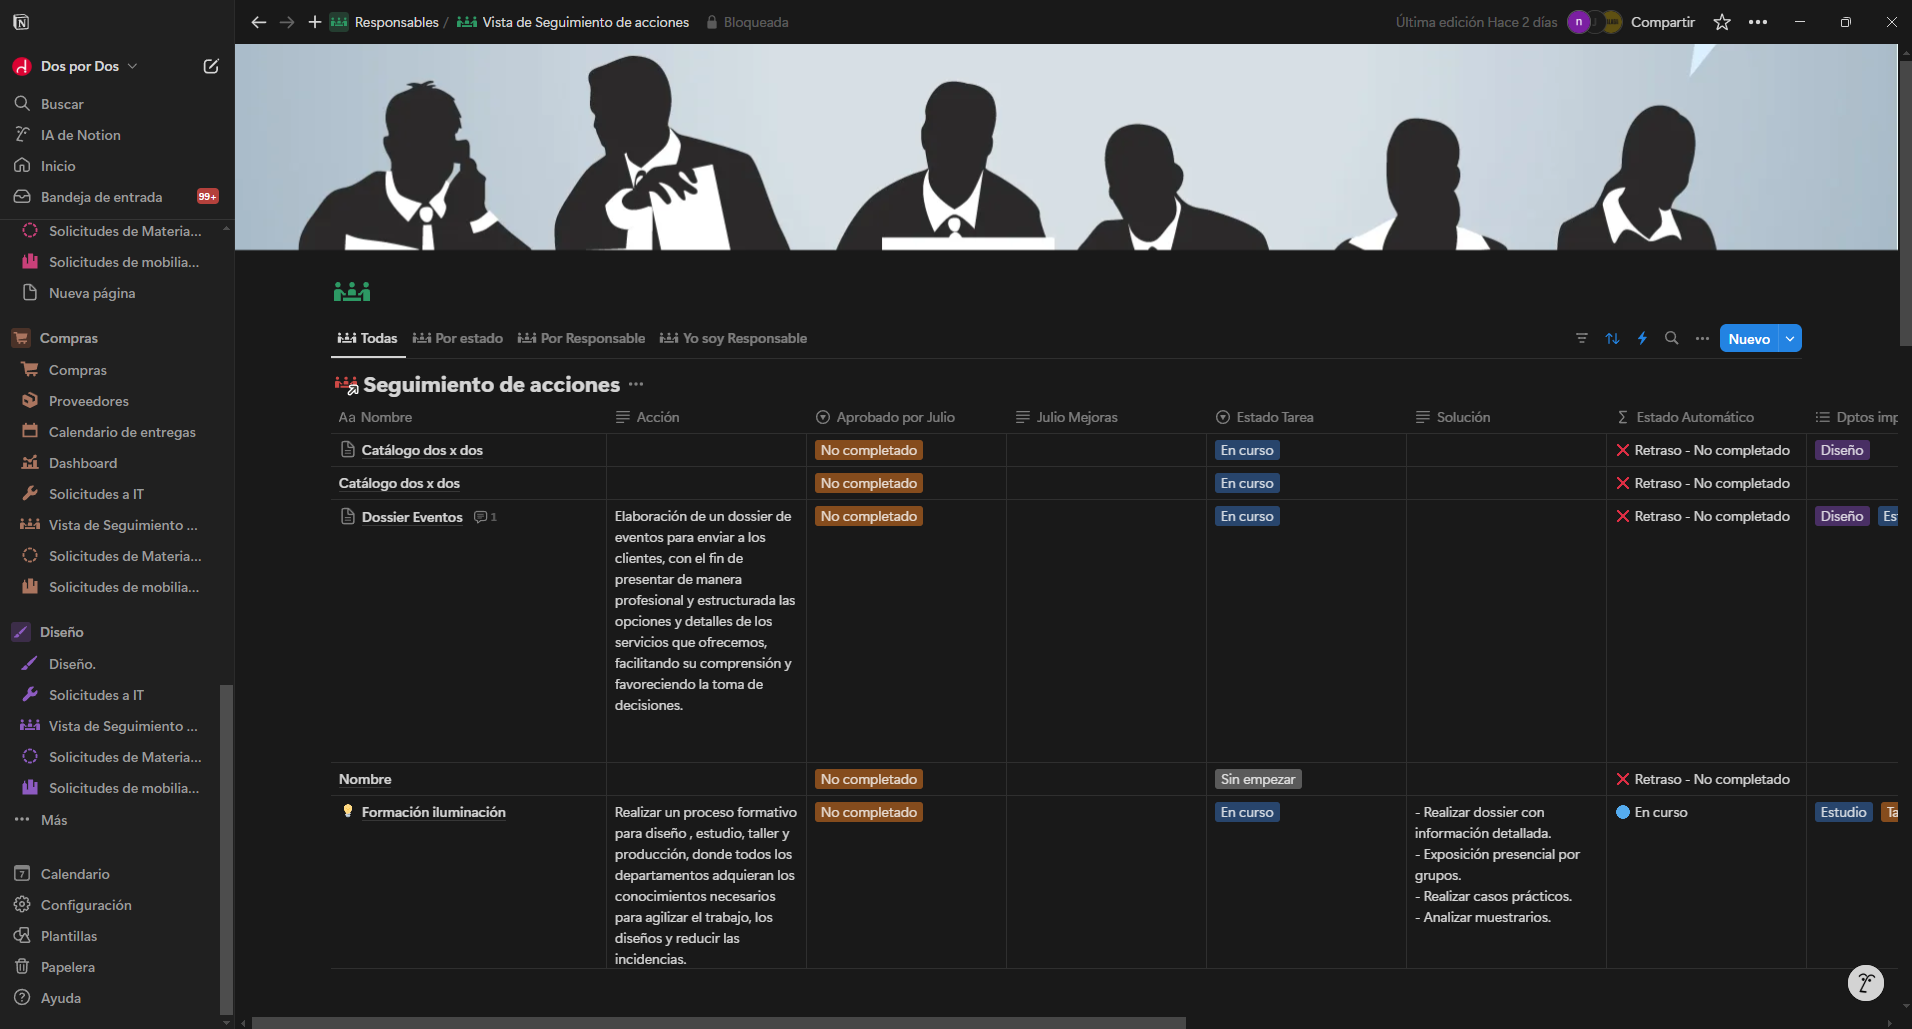 Responsables / Vista de Seguimiento de acciones Bloqueada
Última edición Hace 2 días n Compartir
Dos por Dos
Buscar
IA de Notion
Inicio
Bandeja de entrada 99+
Solicitudes de Materia...
Solicitudes de mobilia...
Nueva página
Compras
Compras
Proveedores
Calendario de entregas
Dashboard
Solicitudes a IT
Vista de Seguimiento ...
Solicitudes de Materia...
Solicitudes de mobilia...
Diseño
Diseño.
Solicitudes a IT
Vista de Seguimiento ...
Solicitudes de Materia...
Solicitudes de mobilia...
Más
7 Calendario
Configuración
Plantillas
Papelera
Ayuda
Todas Por estado Por Responsable Yo soy Responsable
Nuevo
Seguimiento de acciones
Aa Nombre Acción Aprobado por Julio Julio Mejoras Estado Tarea Solución Σ Estado Automático Dptos imp
Catálogo dos x dos No completado En curso Retraso - No completado Diseño
Catálogo dos x dos No completado En curso Retraso - No completado
Dossier Eventos 1 Elaboración de un dossier de No completado En curso Retraso - No completado Diseño Es
eventos para enviar a los
clientes, con el fin de
presentar de manera
profesional y estructurada las
opciones y detalles de los
servicios que ofrecemos,
facilitando su comprensión y
favoreciendo la toma de
decisiones.
Nombre No completado Sin empezar Retraso - No completado
Formación iluminación Realizar un proceso formativo No completado En curso - Realizar dossier con En curso Estudio Ta
para diseño , estudio, taller y información detallada.
producción, donde todos los - Exposición presencial por
departamentos adquieran los grupos.
conocimientos necesarios - Realizar casos prácticos.
para agilizar el trabajo, los - Analizar muestrarios.
diseños y reducir las
incidencias.